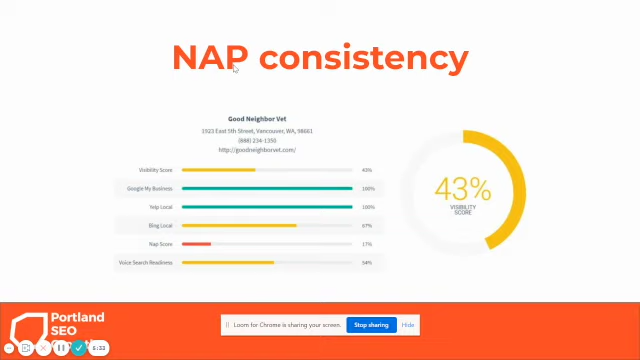 NAP consistency
Good Neighbor Vet
1923 East 5th Street, Vancouver, WA, 98661
(888) 234-1350
http://goodneighborvet.com/
Visibility Score 43%
Google My Business 100%
Yelp Local 100%
Bing Local 67%
Nap Score 17%
Voice Search Readiness 54%
43%
VISIBILITY
SCORE
Portland
SEO
Loom for Chrome is sharing your screen.
Stop sharing
Hide